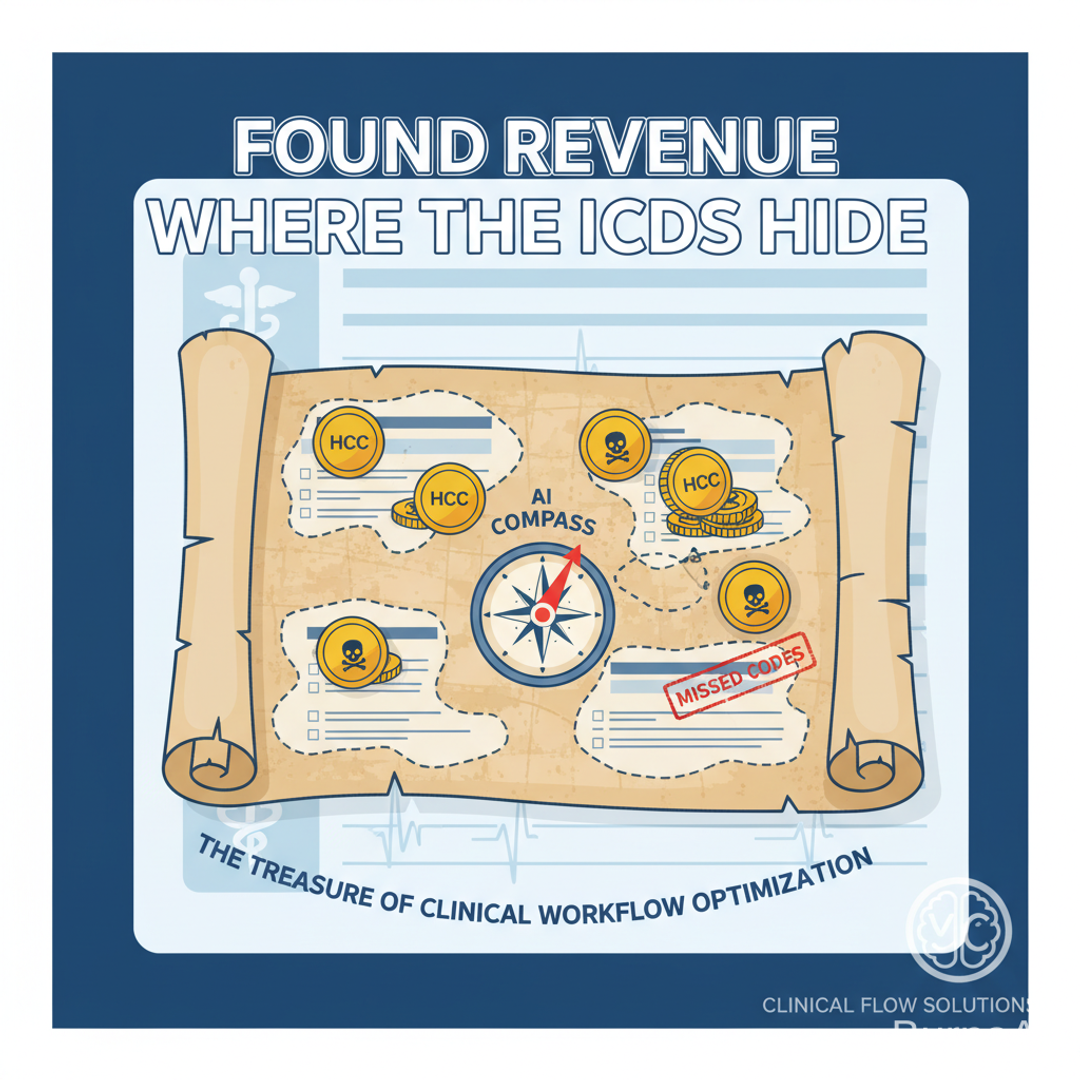 FOUND REVENUE
WHERE THE ICDS HIDE
HCC
HCC
HCC
AI
COMPASS
MISSED CODES
THE TREASURE OF CLINICAL WORKFLOW OPTIMIZATION
VC
CLINICAL FLOW SOLUTIONS